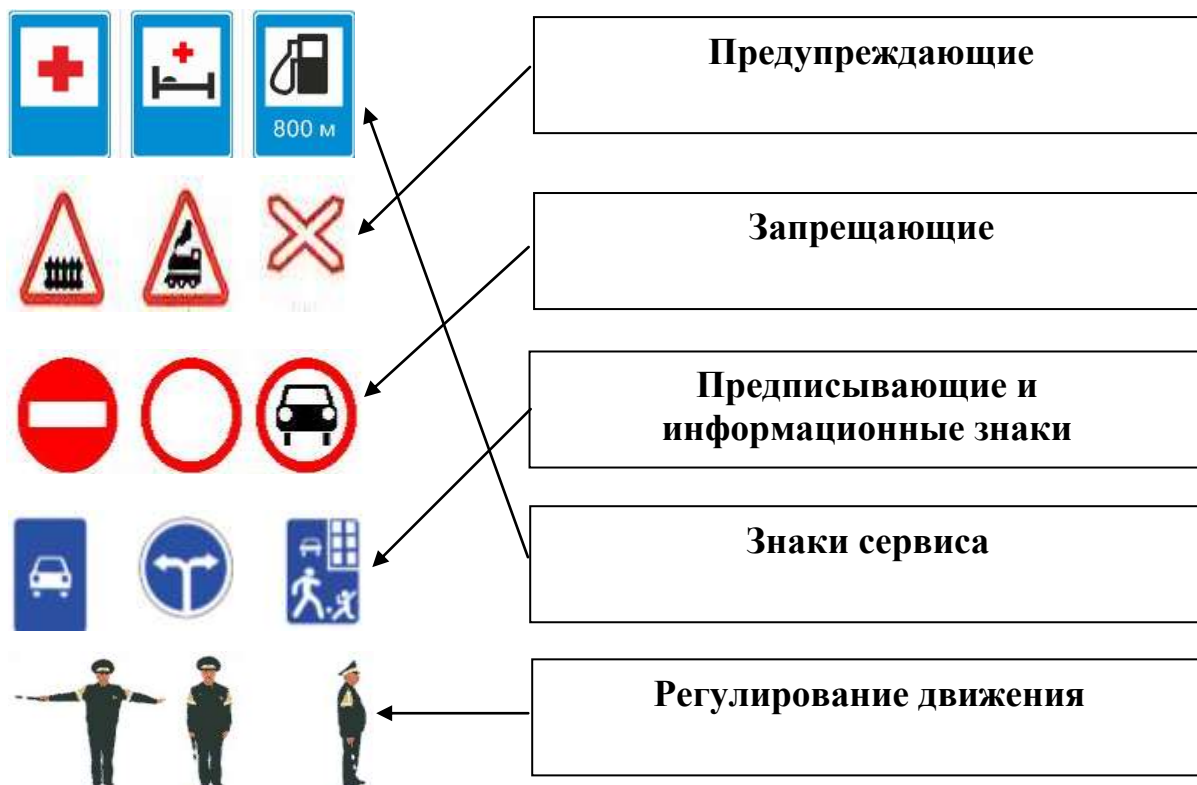 800 м
Предупреждающие
Запрещающие
Предписывающие и
информационные знаки
Знаки сервиса
Регулирование движения